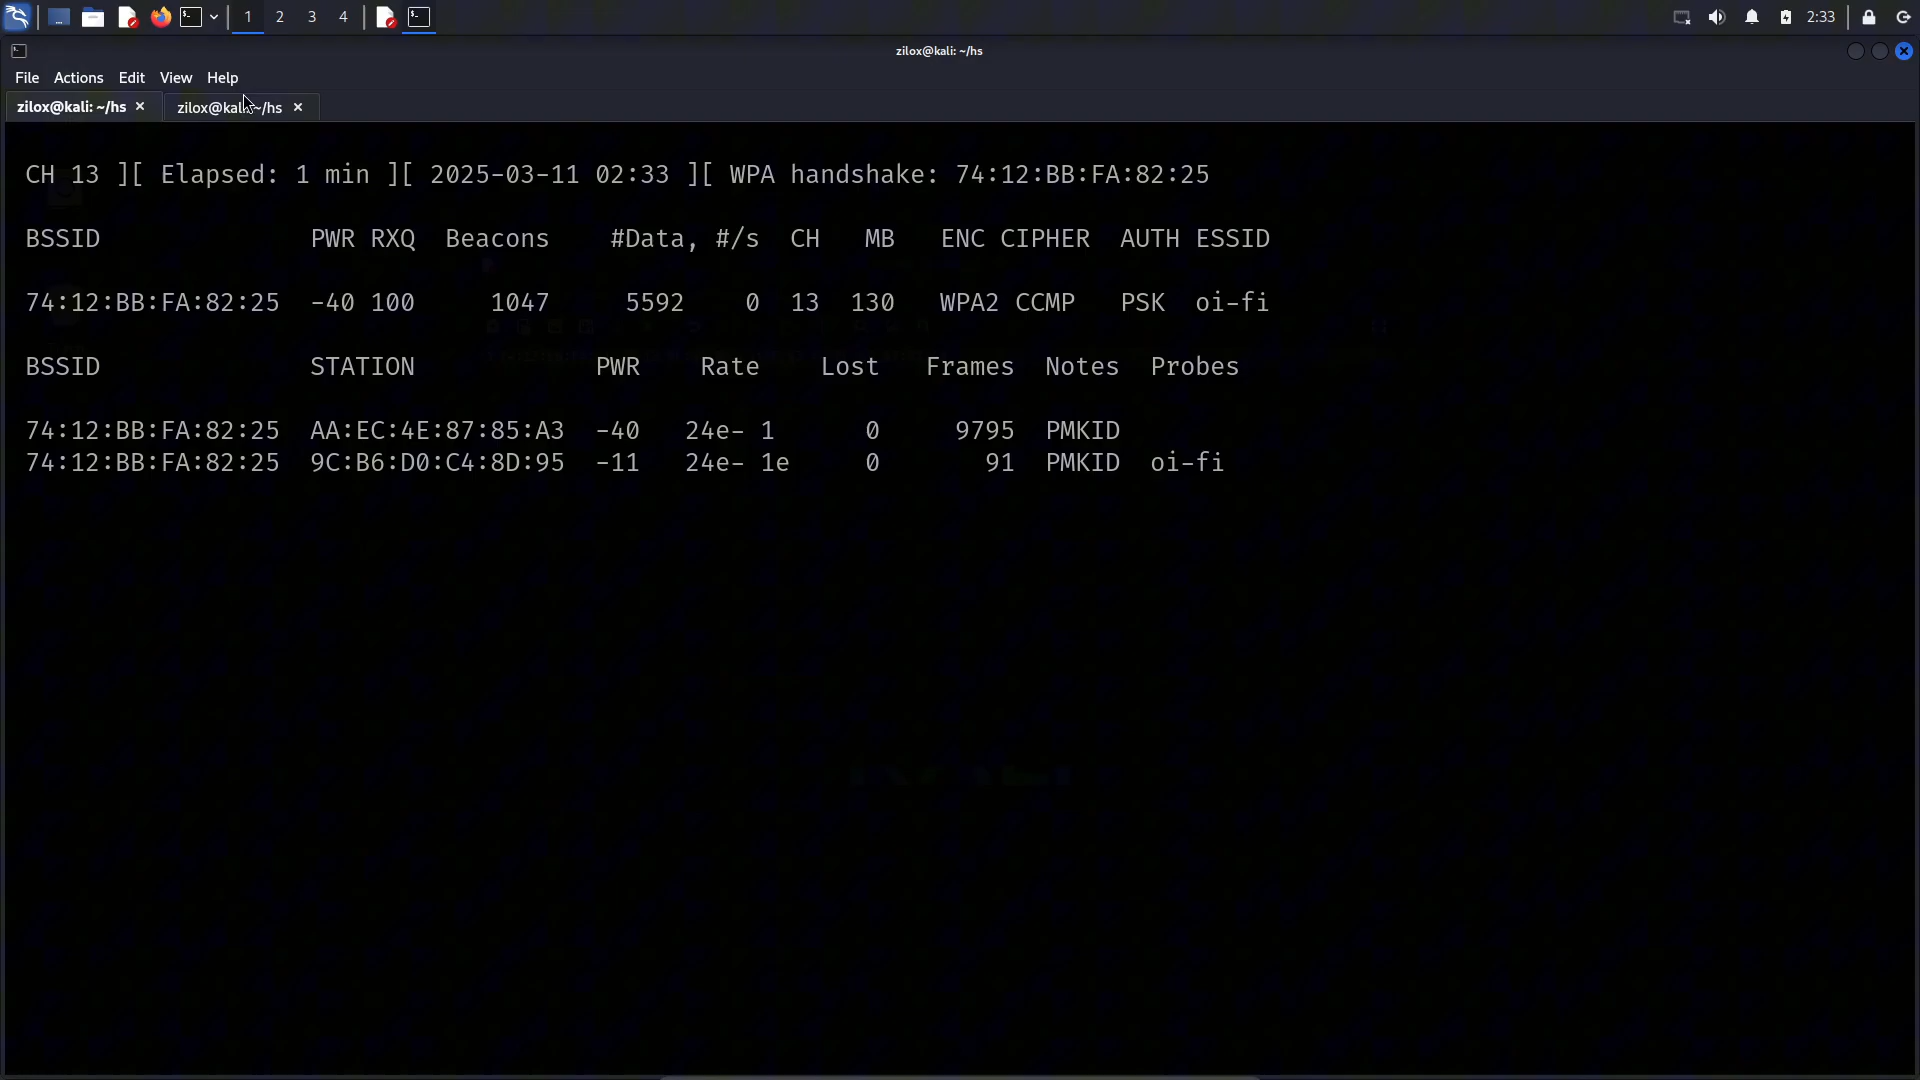 1 2 3 4 2:33
zilox@kali: ~/hs
File Actions Edit View Help
zilox@kali: ~/hs zilox@kali: ~/hs
CH 13 ][ Elapsed: 1 min ][ 2025-03-11 02:33 ][ WPA handshake: 74:12:BB:FA:82:25
BSSID PWR RXQ Beacons #Data, #/s CH MB ENC CIPHER AUTH ESSID
74:12:BB:FA:82:25 -40 100 1047 5592 0 13 130 WPA2 CCMP PSK oi-fi
BSSID STATION PWR Rate Lost Frames Notes Probes
74:12:BB:FA:82:25 AA:EC:4E:87:85:A3 -40 24e- 1 0 9795 PMKID
74:12:BB:FA:82:25 9C:B6:D0:C4:8D:95 -11 24e- 1e 0 91 PMKID oi-fi